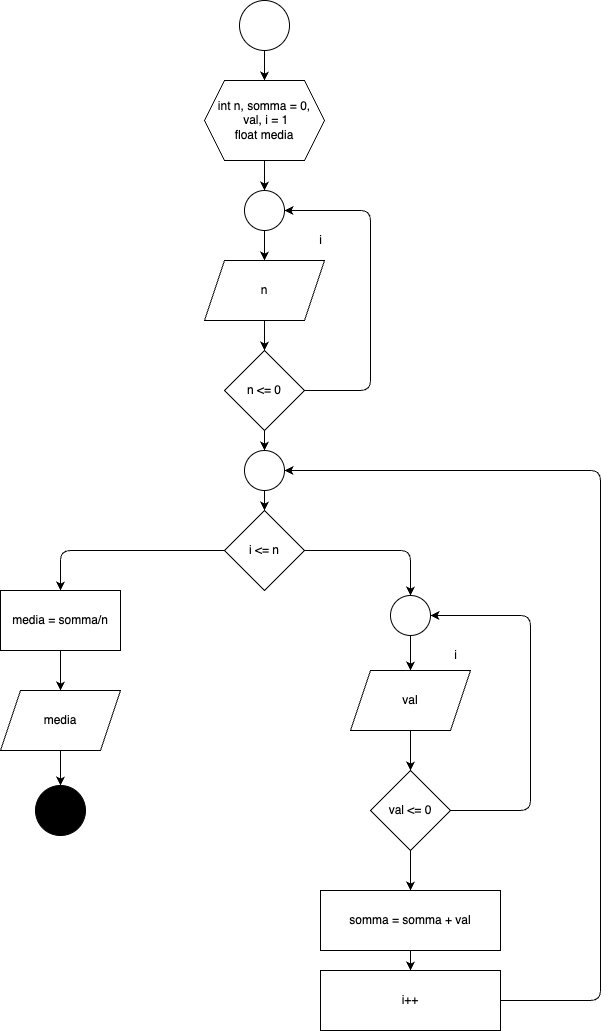 int n, somma = 0,
val, i = 1
float media
i
n
n <= 0
i <= n
media = somma/n
media
i
val
val <= 0
somma = somma + val
i++